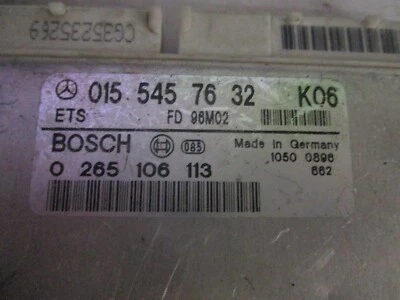 CG35235269
015 545 76 32 K06
ETS FD 96M02
BOSCH 085 Made in Germany
1050 0896
0 265 106 113 662